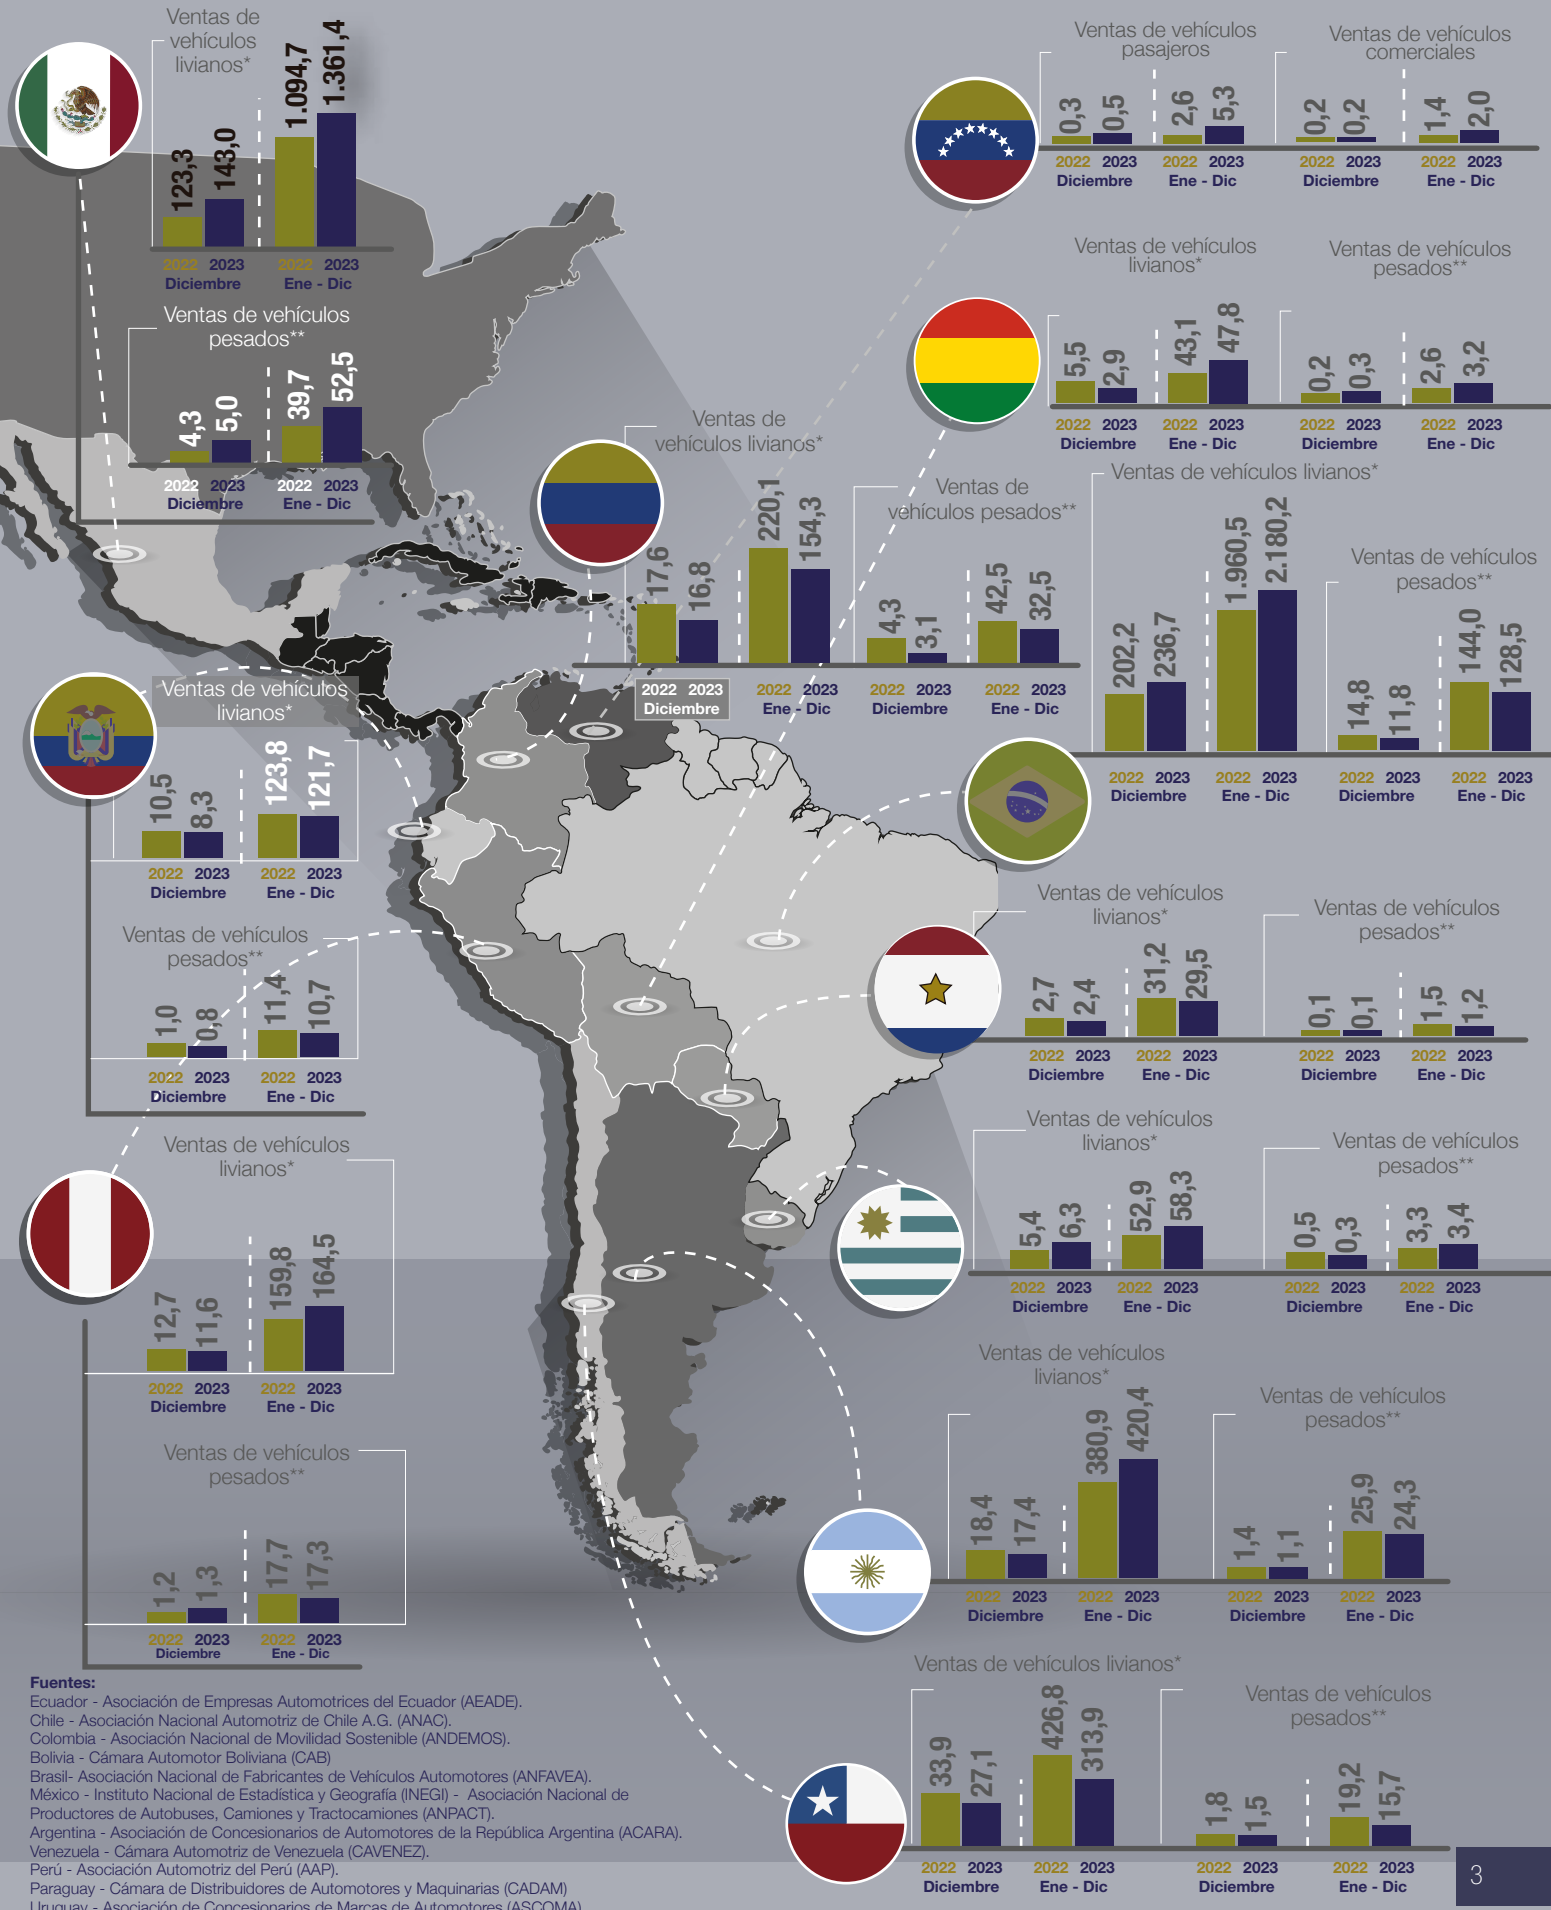 Ventas de
vehículos
livianos*
123,3
143,0
1.094,7
1.361,4
2022 2023 2022 2023
Diciembre Ene - Dic
Ventas de vehículos
pesados**
4,3
5,0
39,7
52,5
2022 2023 2022 2023
Diciembre Ene - Dic
Ventas de vehículos
pasajeros
0,3
0,5
2,6
5,3
2022 2023 2022 2023
Diciembre Ene - Dic
Ventas de vehículos
comerciales
0,2
0,2
1,4
2,0
2022 2023 2022 2023
Diciembre Ene - Dic
Ventas de vehículos
livianos*
5,5
2,9
43,1
47,8
2022 2023 2022 2023
Diciembre Ene - Dic
Ventas de vehículos
pesados**
0,2
0,3
2,6
3,2
2022 2023 2022 2023
Diciembre Ene - Dic
Ventas de
vehículos livianos*
17,6
16,8
220,1
154,3
2022 2023 2022 2023
Diciembre Ene - Dic
Ventas de
vehículos pesados**
4,3
3,1
42,5
32,5
2022 2023 2022 2023
Diciembre Ene - Dic
Ventas de vehículos livianos*
202,2
236,7
1.960,5
2.180,2
2022 2023 2022 2023
Diciembre Ene - Dic
Ventas de vehículos
pesados**
14,8
11,8
144,0
128,5
2022 2023 2022 2023
Diciembre Ene - Dic
Ventas de vehículos
livianos*
10,5
8,3
123,8
121,7
2022 2023 2022 2023
Diciembre Ene - Dic
Ventas de vehículos
pesados**
1,0
0,8
11,4
10,7
2022 2023 2022 2023
Diciembre Ene - Dic
Ventas de vehículos
livianos*
2,7
2,4
31,2
29,5
2022 2023 2022 2023
Diciembre Ene - Dic
Ventas de vehículos
pesados**
0,1
0,1
1,5
1,2
2022 2023 2022 2023
Diciembre Ene - Dic
Ventas de vehículos
livianos*
5,4
6,3
52,9
58,3
2022 2023 2022 2023
Diciembre Ene - Dic
Ventas de vehículos
pesados**
0,5
0,3
3,3
3,4
2022 2023 2022 2023
Diciembre Ene - Dic
Ventas de vehículos
livianos*
12,7
11,6
159,8
164,5
2022 2023 2022 2023
Diciembre Ene - Dic
Ventas de vehículos
pesados**
1,2
1,3
17,7
17,3
2022 2023 2022 2023
Diciembre Ene - Dic
Ventas de vehículos
livianos*
18,4
17,4
380,9
420,4
2022 2023 2022 2023
Diciembre Ene - Dic
Ventas de vehículos
pesados**
1,4
1,1
25,9
24,3
2022 2023 2022 2023
Diciembre Ene - Dic
Ventas de vehículos livianos*
33,9
27,1
426,8
313,9
2022 2023 2022 2023
Diciembre Ene - Dic
Ventas de vehículos
pesados**
1,8
1,5
19,2
15,7
2022 2023 2022 2023
Diciembre Ene - Dic
Fuentes:
Ecuador - Asociación de Empresas Automotrices del Ecuador (AEADE).
Chile - Asociación Nacional Automotriz de Chile A.G. (ANAC).
Colombia - Asociación Nacional de Movilidad Sostenible (ANDEMOS).
Bolivia - Cámara Automotor Boliviana (CAB)
Brasil- Asociación Nacional de Fabricantes de Vehículos Automotores (ANFAVEA).
México - Instituto Nacional de Estadística y Geografía (INEGI) - Asociación Nacional de
Productores de Autobuses, Camiones y Tractocamiones (ANPACT).
Argentina - Asociación de Concesionarios de Automotores de la República Argentina (ACARA).
Venezuela - Cámara Automotriz de Venezuela (CAVENEZ).
Perú - Asociación Automotriz del Perú (AAP).
Paraguay - Cámara de Distribuidores de Automotores y Maquinarias (CADAM)
Uruguay - Asociación de Concesionarios de Marcas de Automotores (ASCOMA)
3